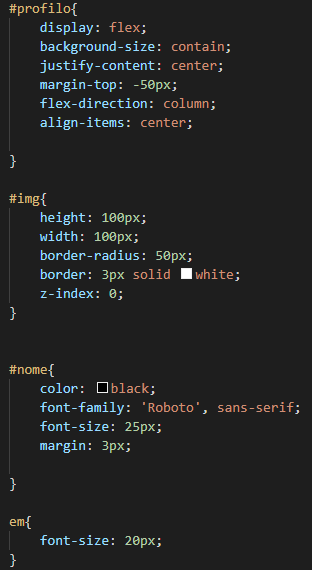 #profilo{
display: flex;
background-size: contain;
justify-content: center;
margin-top: -50px;
flex-direction: column;
align-items: center;
}
#img{
height: 100px;
width: 100px;
border-radius: 50px;
border: 3px solid white;
z-index: 0;
}
#nome{
color: black;
font-family: 'Roboto', sans-serif;
font-size: 25px;
margin: 3px;
}
em{
font-size: 20px;
}